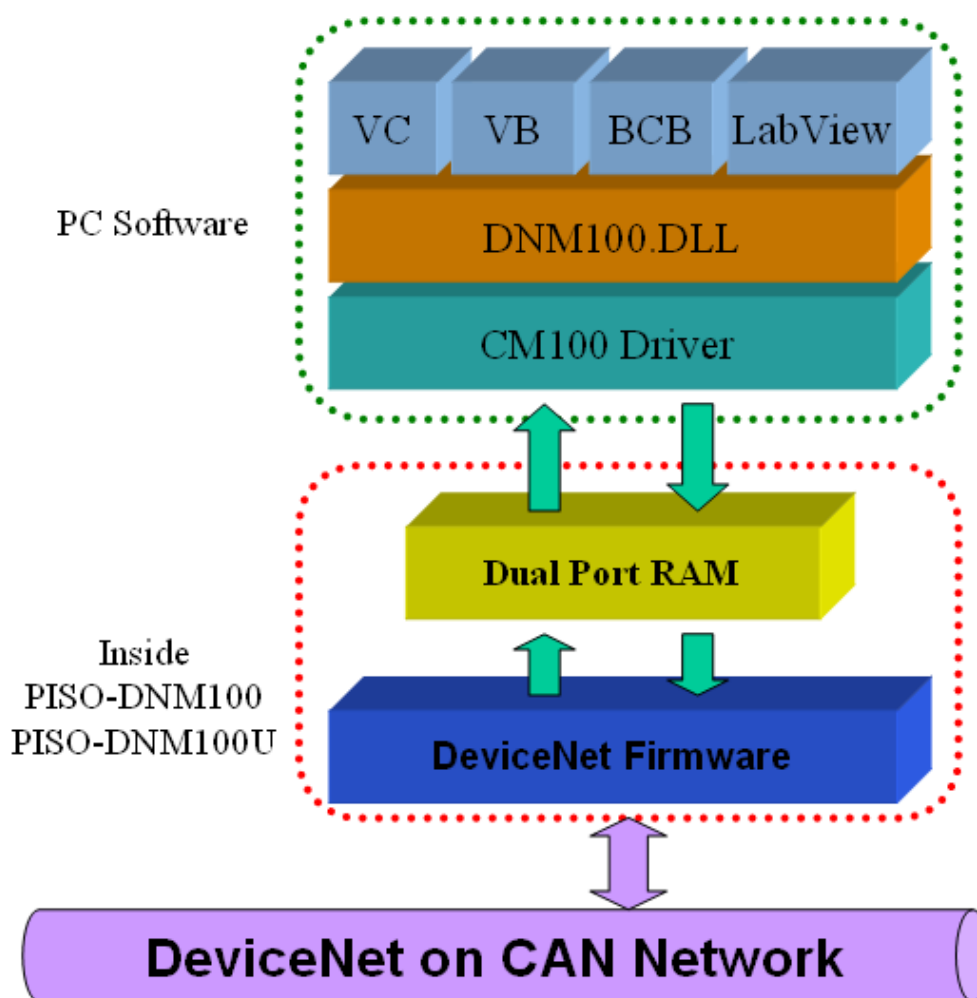 VC VB BCB LabView
PC Software
DNM100.DLL
CM100 Driver
Dual Port RAM
Inside
PISO-DNM100
PISO-DNM100U
DeviceNet Firmware
DeviceNet on CAN Network